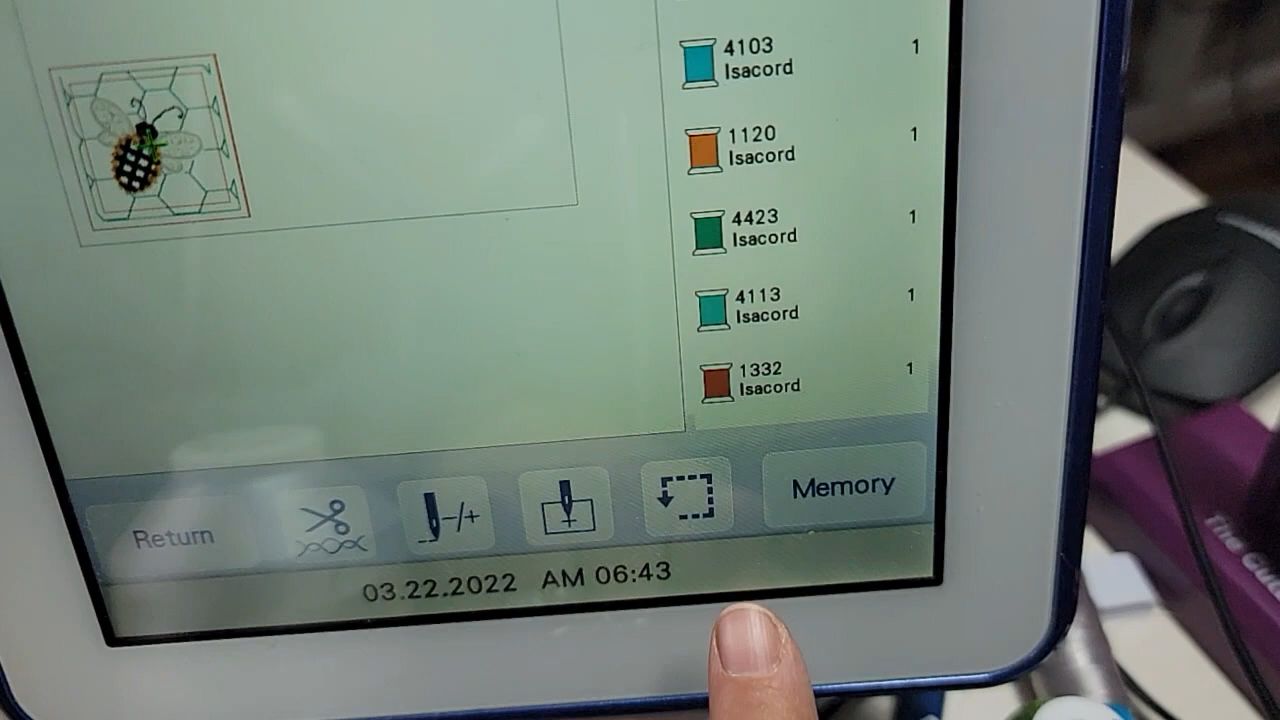 4103 1
Isacord
1120 1
Isacord
4423 1
Isacord
4113 1
Isacord
1332 1
Isacord
Return -/+ Memory
03.22.2022 AM 06:43
The